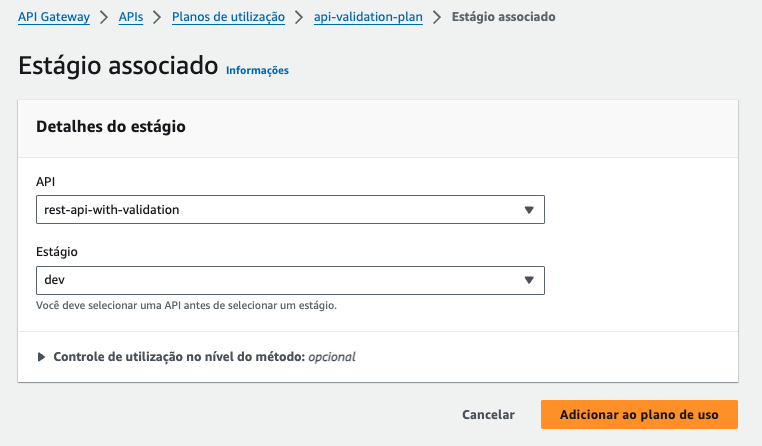 API Gateway > APIs > Planos de utilização > api-validation-plan > Estágio associado
Estágio associado Informações
Detalhes do estágio
API
rest-api-with-validation
Estágio
dev
Você deve selecionar uma API antes de selecionar um estágio.
Controle de utilização no nível do método: opcional
Cancelar Adicionar ao plano de uso